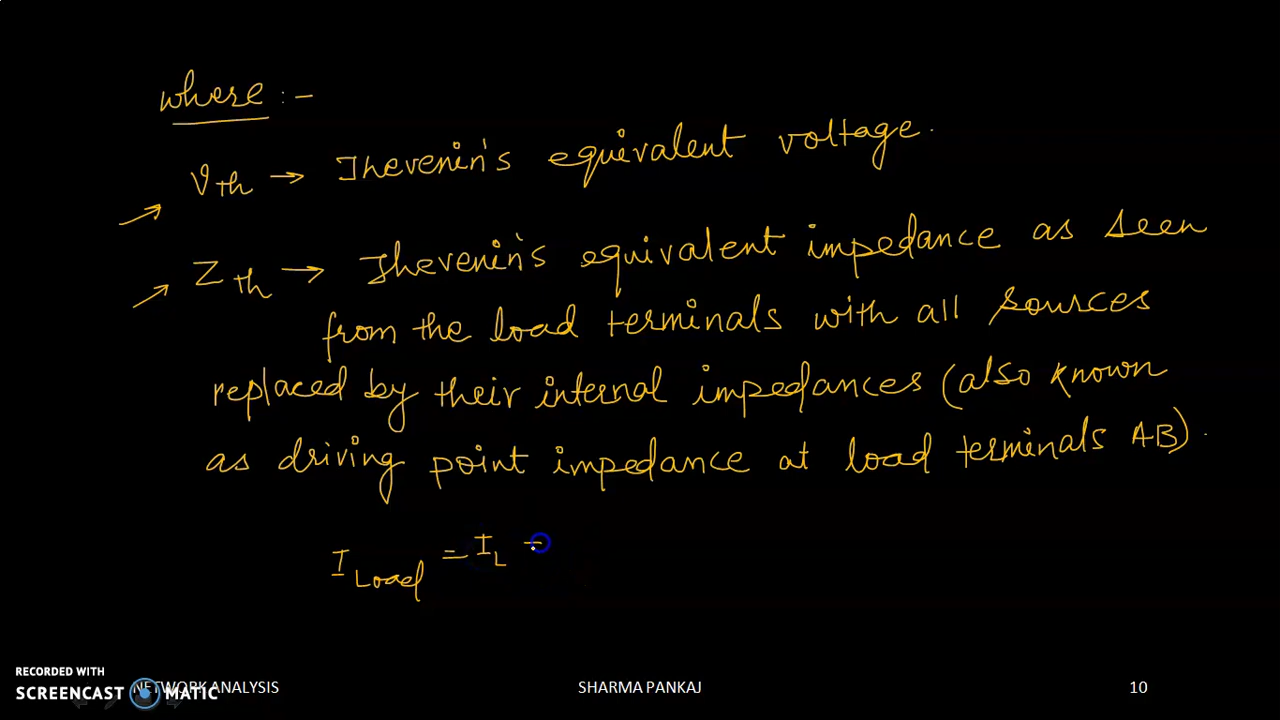 where :-
Vth → Thevenin's equivalent voltage.
Zth → Thevenin's equivalent impedance as seen
from the load terminals with all sources
replaced by their internal impedances (also known
as driving point impedance at load terminals AB).
I Load = IL =
RECORDED WITH
SCREENCAST MATIC
NETWORK ANALYSIS
SHARMA PANKAJ
10